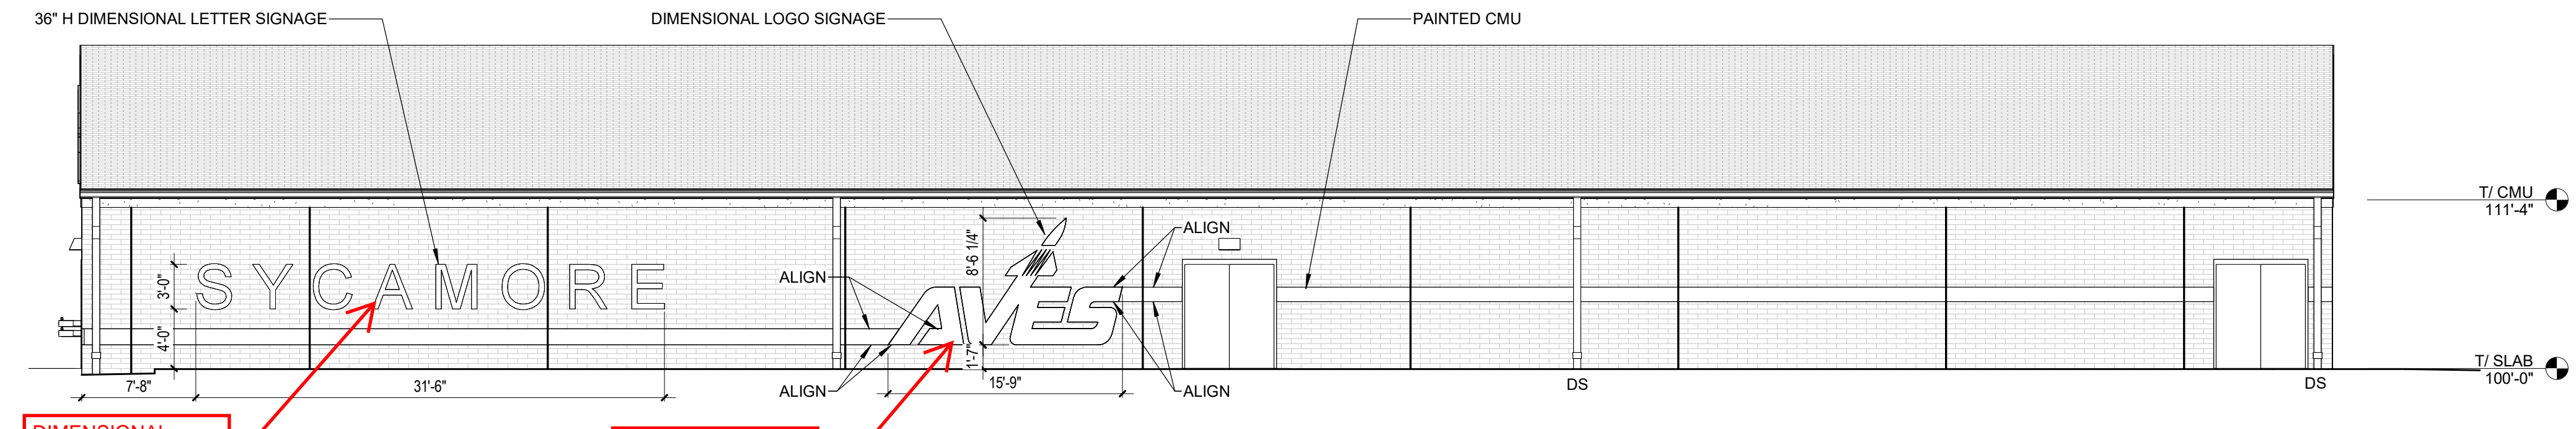 36" H DIMENSIONAL LETTER SIGNAGE
DIMENSIONAL LOGO SIGNAGE
PAINTED CMU
T/ CMU
111'-4"
8'-6 1/4"
ALIGN
3'-0"
SYCAMORE
ALIGN
AVES
4'-0"
1'-7"
T/ SLAB
100'-0"
7'-8"
31'-6"
15'-9"
ALIGN
ALIGN
DS
DS
DIMENSIONAL